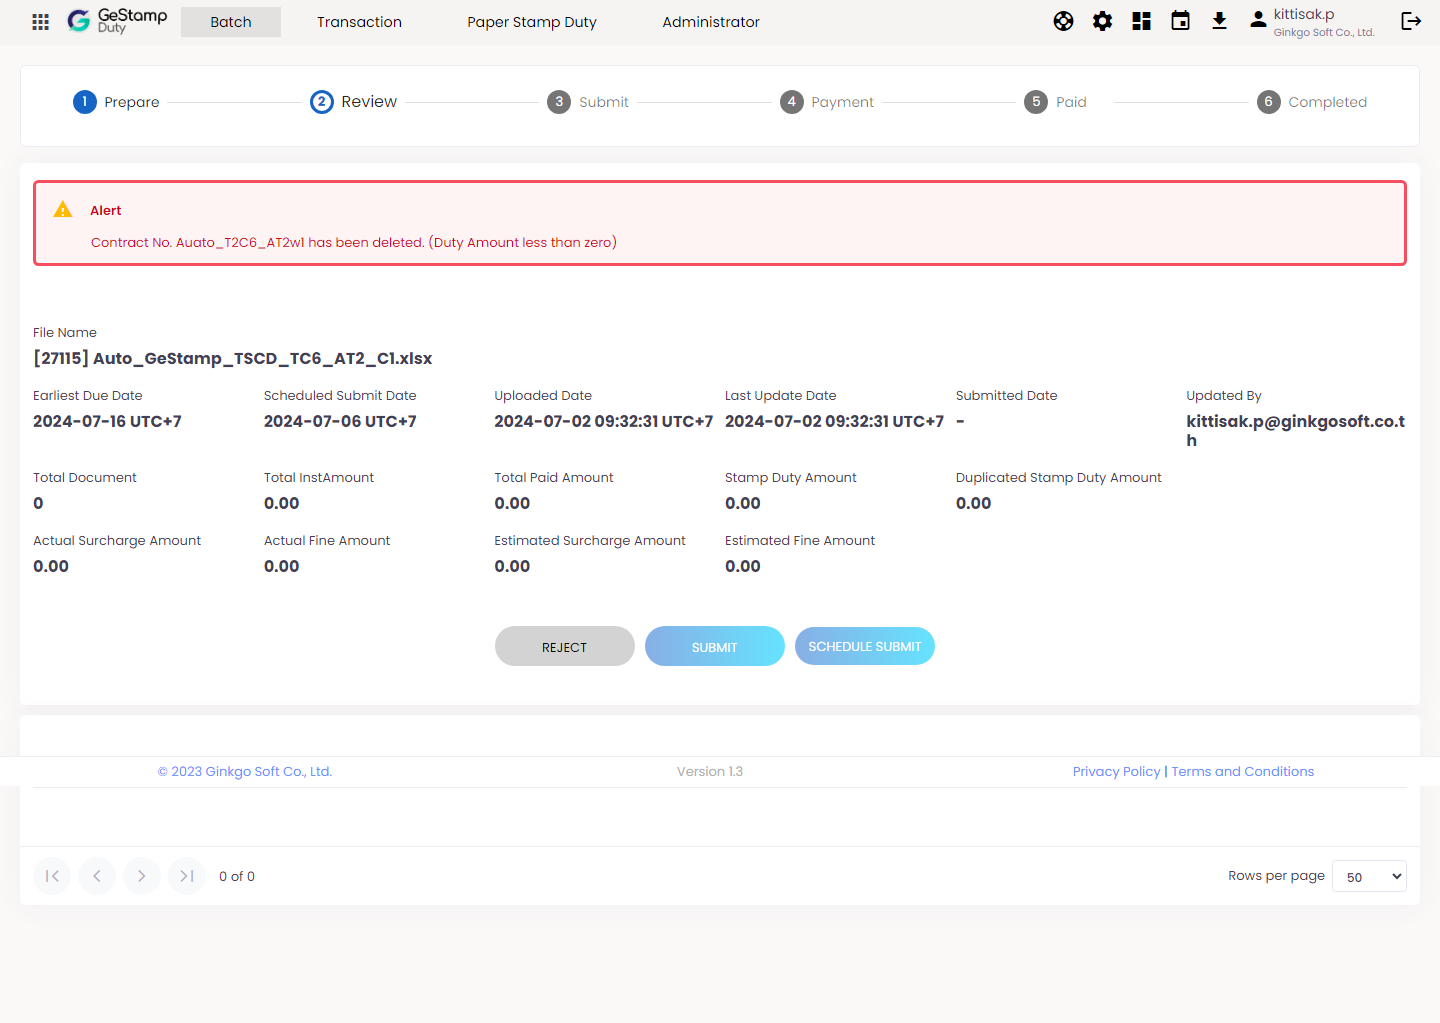 GeStamp
Duty
Batch
Transaction
Paper Stamp Duty
Administrator
kittisak.p
Ginkgo Soft Co., Ltd.
1 Prepare
2 Review
3 Submit
4 Payment
5 Paid
6 Completed
Alert
Contract No. Auato_T2C6_AT2w1 has been deleted. (Duty Amount less than zero)
File Name
[27115] Auto_GeStamp_TSCD_TC6_AT2_C1.xlsx
Earliest Due Date
2024-07-16 UTC+7
Scheduled Submit Date
2024-07-06 UTC+7
Uploaded Date
2024-07-02 09:32:31 UTC+7
Last Update Date
2024-07-02 09:32:31 UTC+7
Submitted Date
-
Updated By
kittisak.p@ginkgosoft.co.t
h
Total Document
0
Total InstAmount
0.00
Total Paid Amount
0.00
Stamp Duty Amount
0.00
Duplicated Stamp Duty Amount
0.00
Actual Surcharge Amount
0.00
Actual Fine Amount
0.00
Estimated Surcharge Amount
0.00
Estimated Fine Amount
0.00
REJECT
SUBMIT
SCHEDULE SUBMIT
© 2023 Ginkgo Soft Co., Ltd.
Version 1.3
Privacy Policy | Terms and Conditions
0 of 0
Rows per page
50